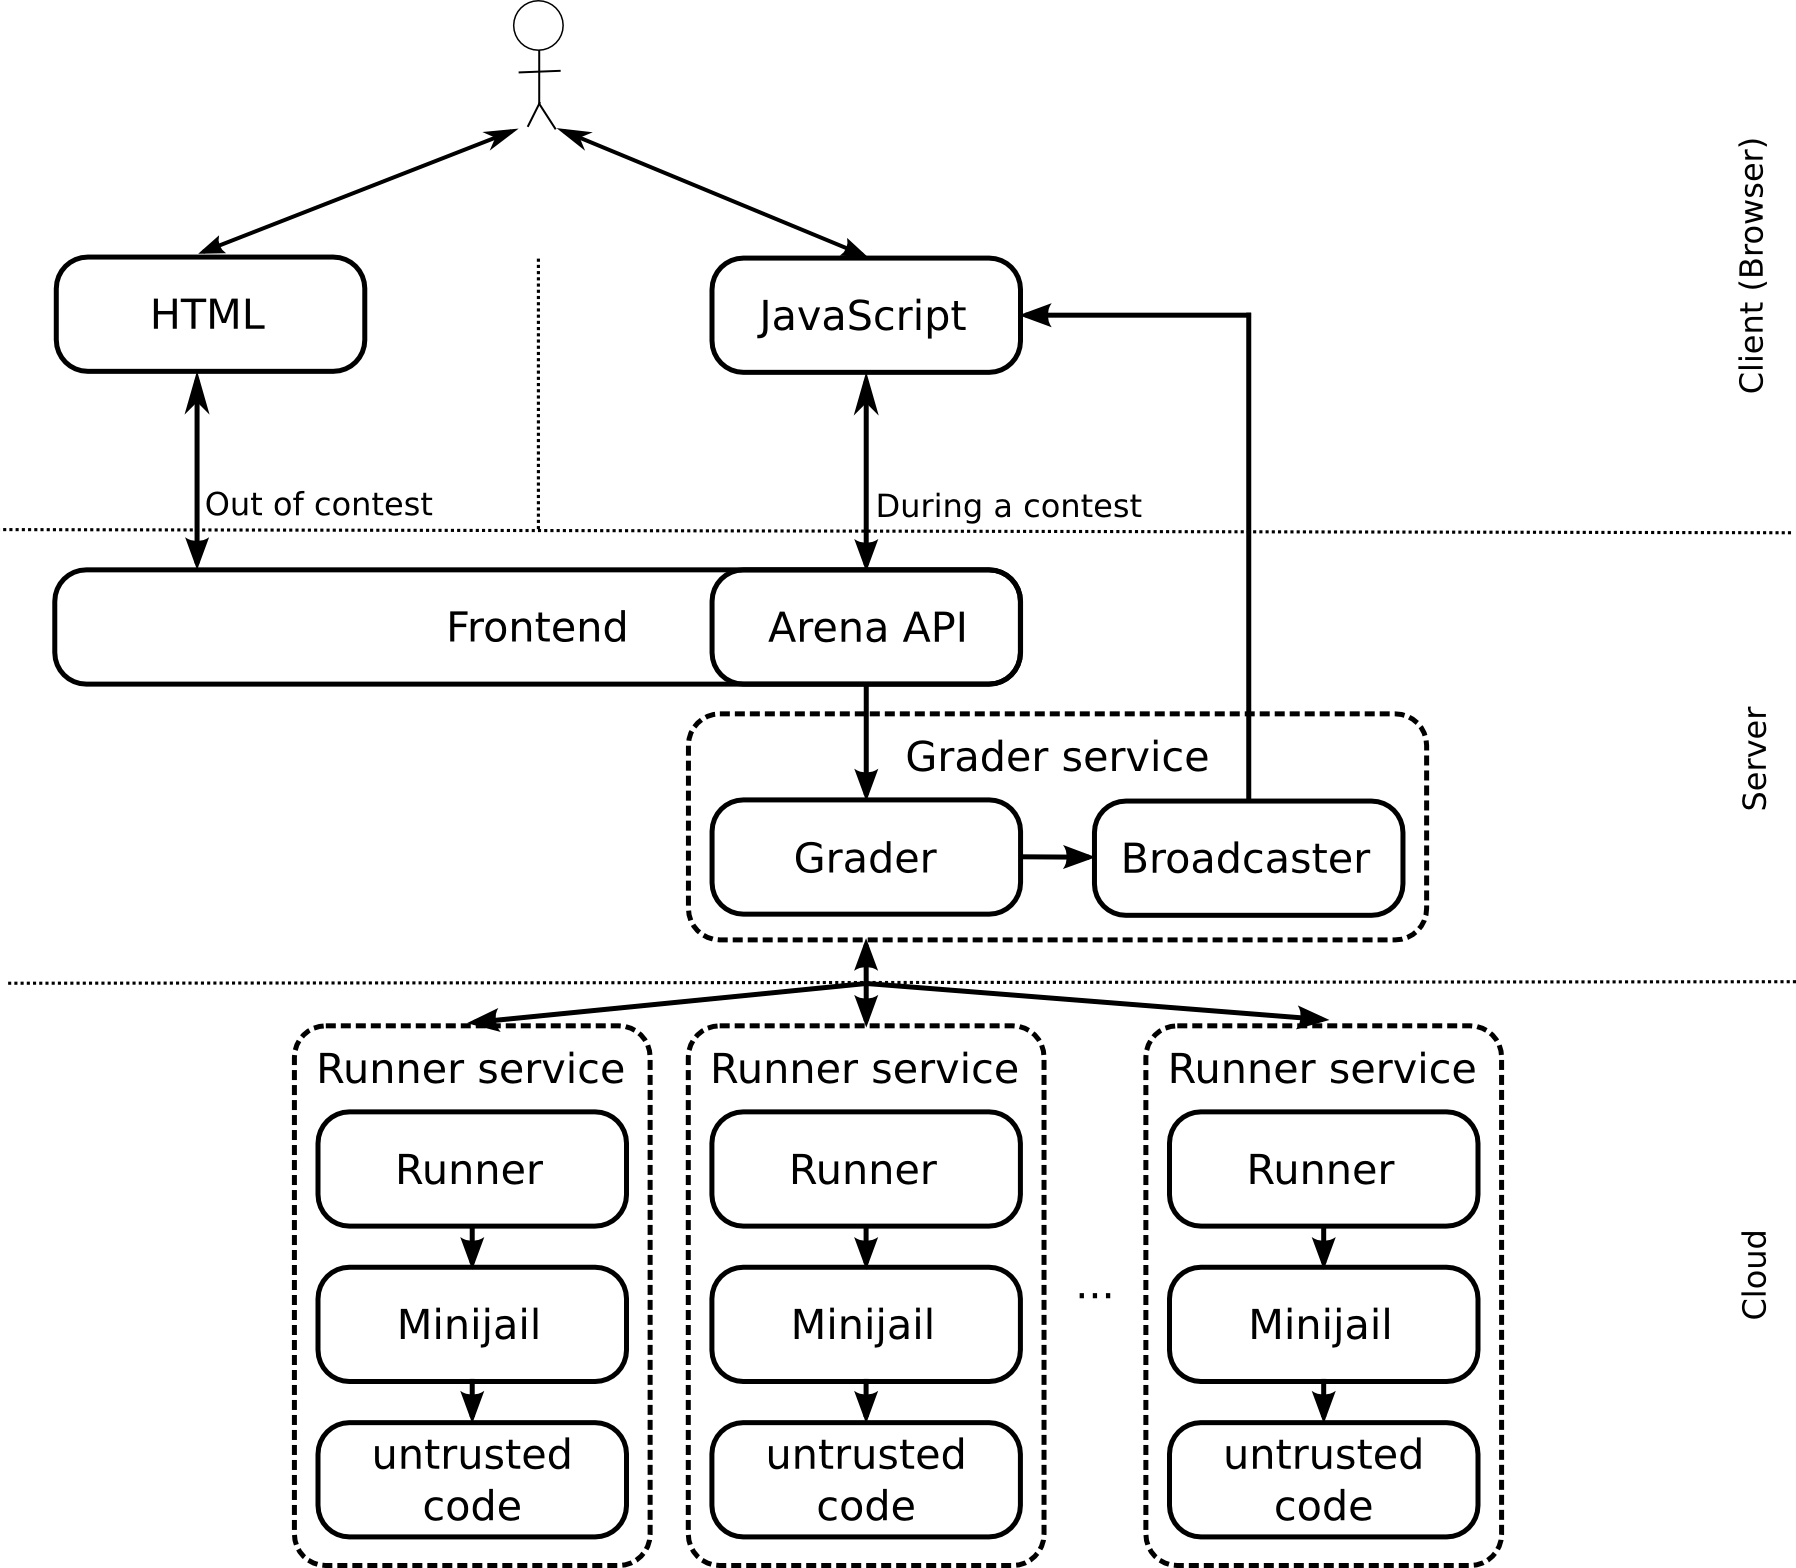 Client (Browser)
HTML
JavaScript
Out of contest
During a contest
Frontend
Arena API
Server
Grader service
Grader
Broadcaster
Runner service
Runner service
Runner service
Runner
Runner
Runner
Cloud
Minijail
Minijail
...
Minijail
untrusted
code
untrusted
code
untrusted
code